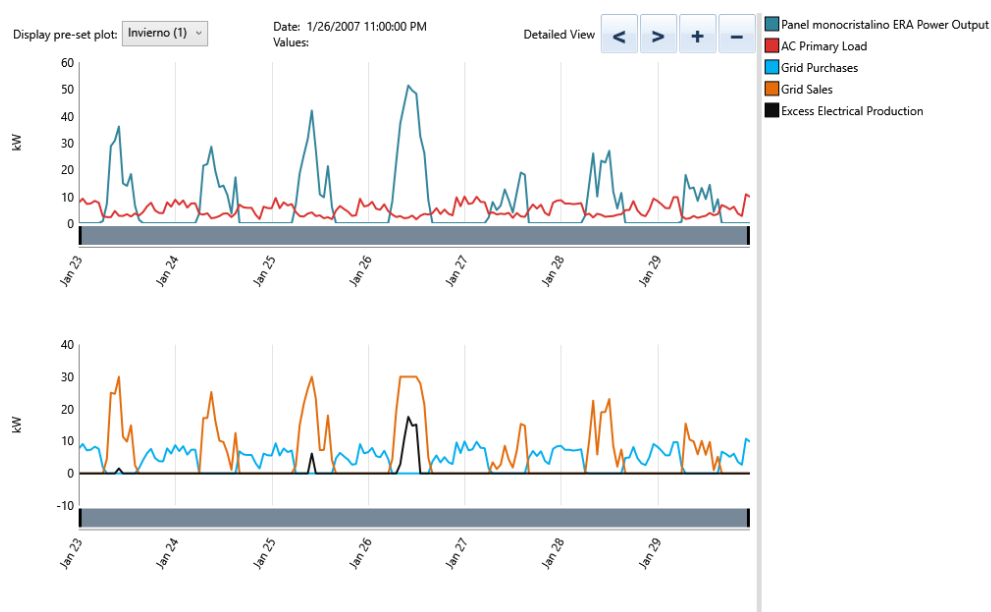 Display pre-set plot: Invierno (1)
Date: 1/26/2007 11:00:00 PM
Values:
Detailed View < > + −
Panel monocristalino ERA Power Output
AC Primary Load
Grid Purchases
Grid Sales
Excess Electrical Production
kW
60
50
40
30
20
10
0
Jan 23 Jan 24 Jan 25 Jan 26 Jan 27 Jan 28 Jan 29
kW
40
30
20
10
0
-10
Jan 23 Jan 24 Jan 25 Jan 26 Jan 27 Jan 28 Jan 29